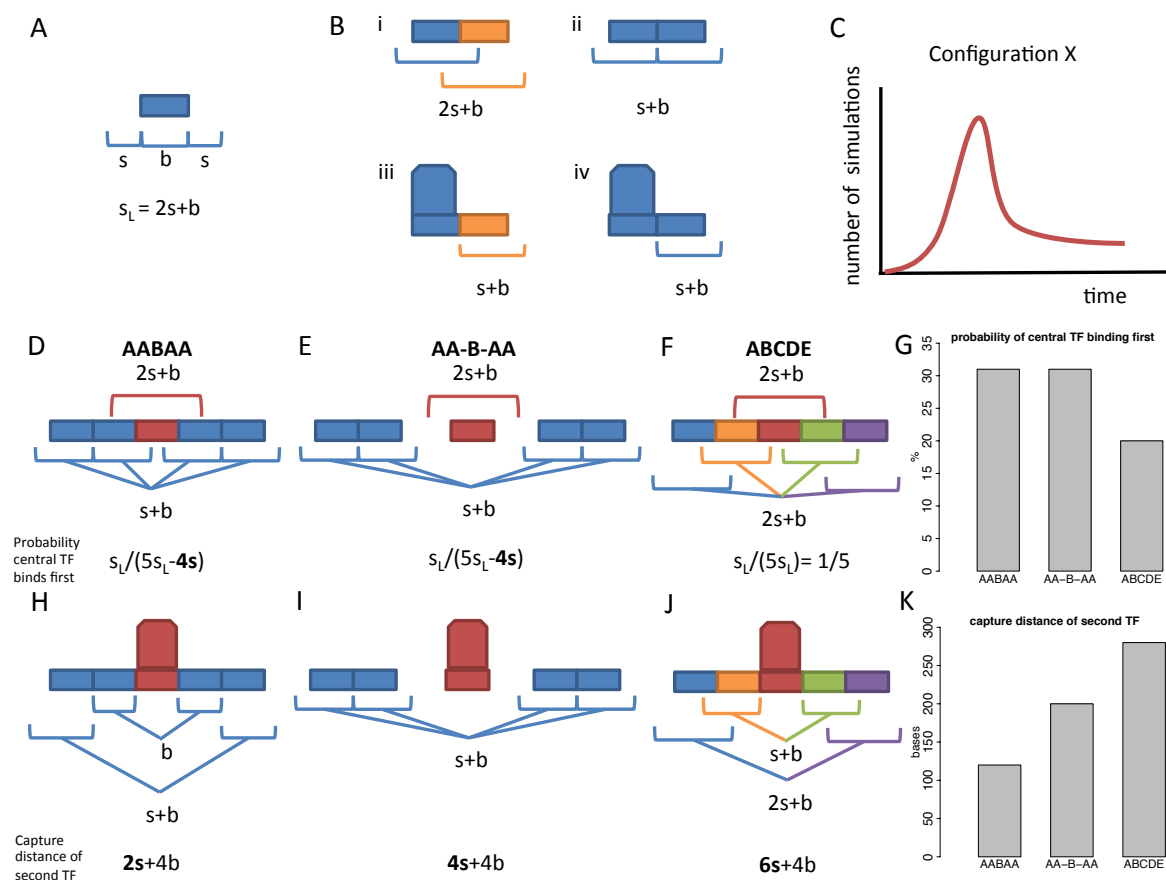 A
s b s
s_L = 2s+b
B
i
2s+b
ii
s+b
iii
s+b
iv
s+b
C
Configuration X
number of simulations
time
D
AABAA
2s+b
s+b
Probability
central TF
binds first
s_L/(5s_L-4s)
E
AA-B-AA
2s+b
s+b
s_L/(5s_L-4s)
F
ABCDE
2s+b
2s+b
s_L/(5s_L)= 1/5
G
probability of central TF binding first
%
35
30
25
20
15
10
5
0
AABAA AA−B−AA ABCDE
H
b
s+b
Capture
distance of
second TF
2s+4b
I
s+b
4s+4b
J
s+b
2s+b
6s+4b
K
capture distance of second TF
bases
300
250
200
150
100
50
0
AABAA AA−B−AA ABCDE